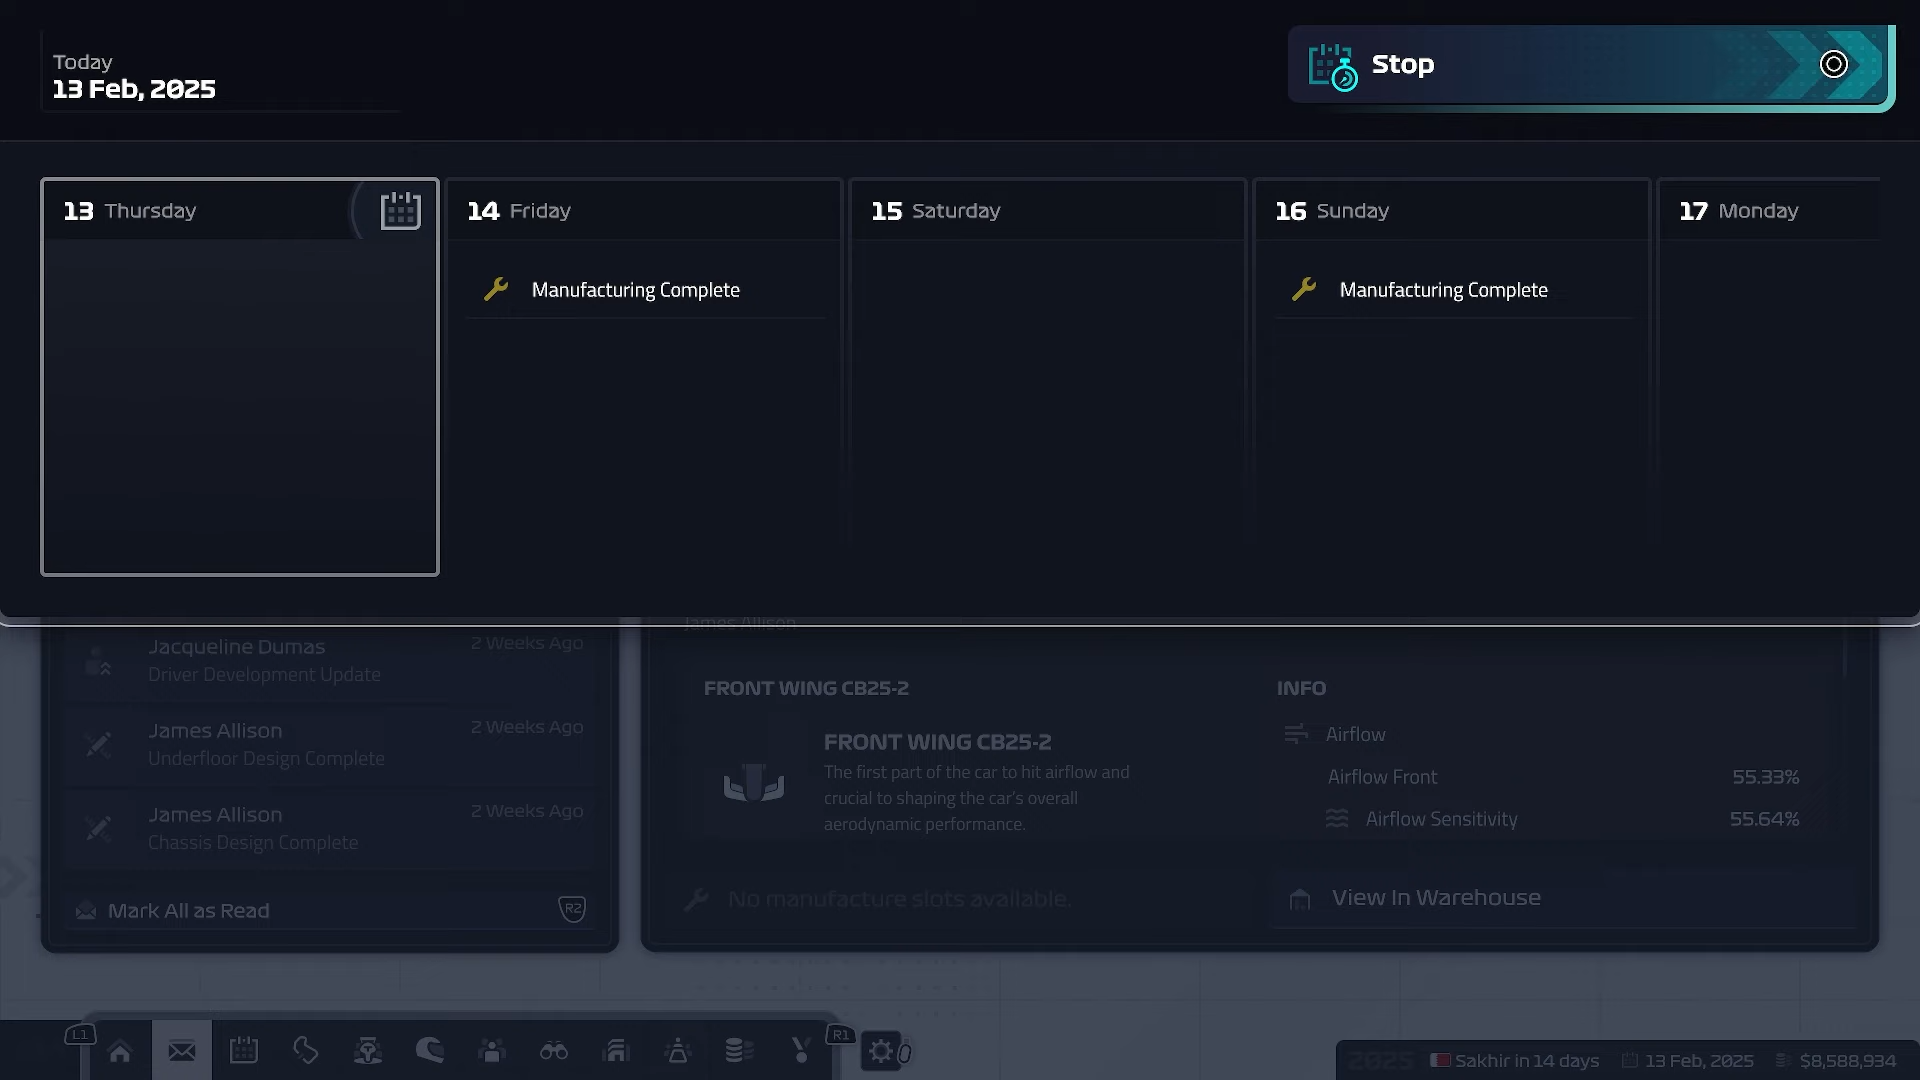 Today
13 Feb, 2025
Stop
13 Thursday
14 Friday
15 Saturday
16 Sunday
17 Monday
Manufacturing Complete
Manufacturing Complete
James Allison
Jacqueline Dumas
2 Weeks Ago
Driver Development Update
James Allison
2 Weeks Ago
Underfloor Design Complete
James Allison
2 Weeks Ago
Chassis Design Complete
Mark All as Read
R2
FRONT WING CB25-2
FRONT WING CB25-2
The first part of the car to hit airflow and
crucial to shaping the car's overall
aerodynamic performance.
INFO
Airflow
Airflow Front 55.33%
Airflow Sensitivity 55.64%
No manufacture slots available.
View In Warehouse
L1
R1
2025
Sakhir in 14 days
13 Feb, 2025
$8,588,934